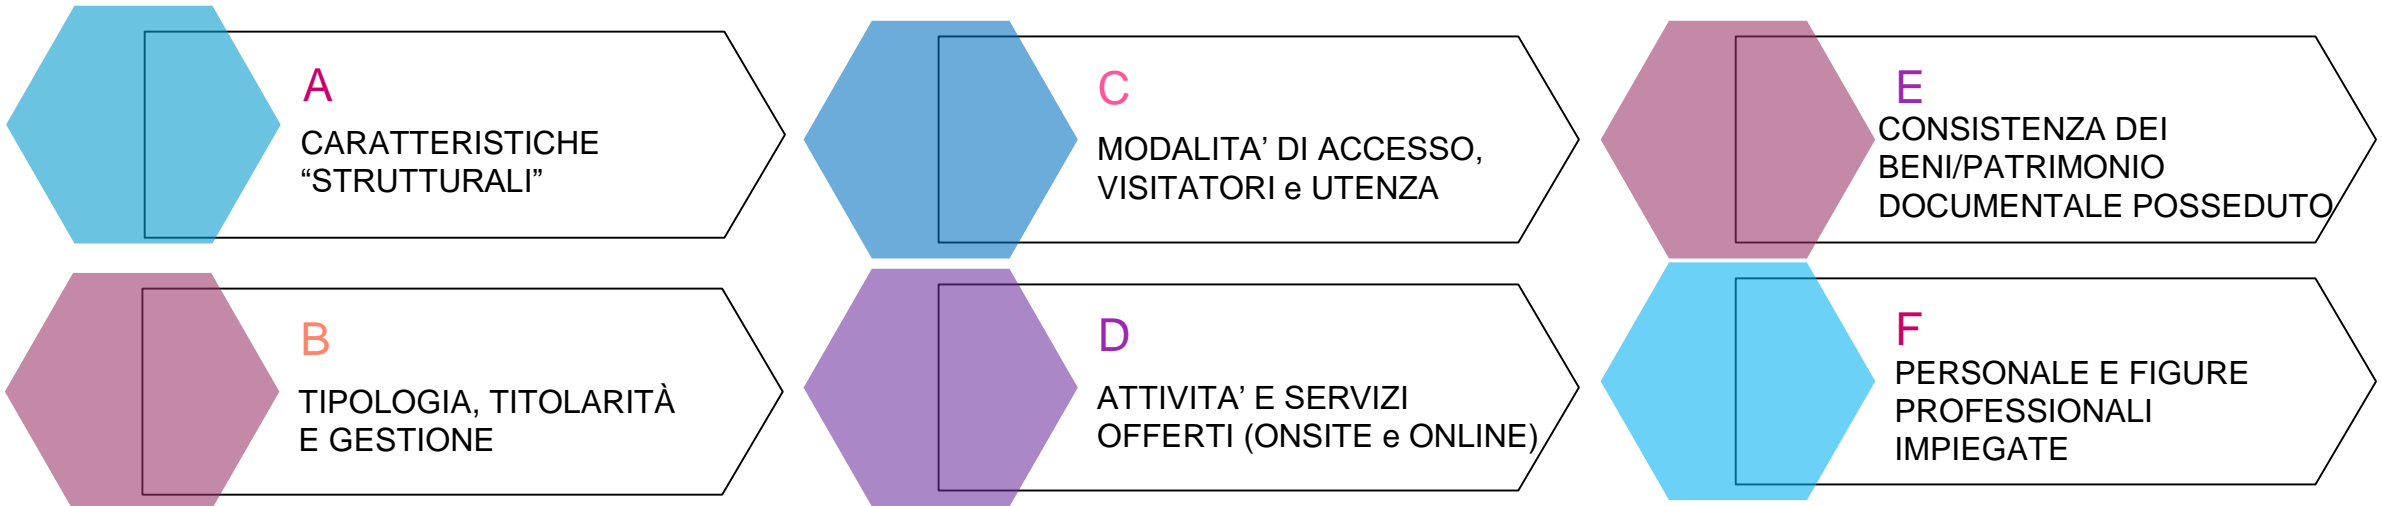 A
CARATTERISTICHE
“STRUTTURALI”
B
TIPOLOGIA, TITOLARITÀ
E GESTIONE
C
MODALITA’ DI ACCESSO,
VISITATORI e UTENZA
D
ATTIVITA’ E SERVIZI
OFFERTI (ONSITE e ONLINE)
E
CONSISTENZA DEI
BENI/PATRIMONIO
DOCUMENTALE POSSEDUTO
F
PERSONALE E FIGURE
PROFESSIONALI
IMPIEGATE